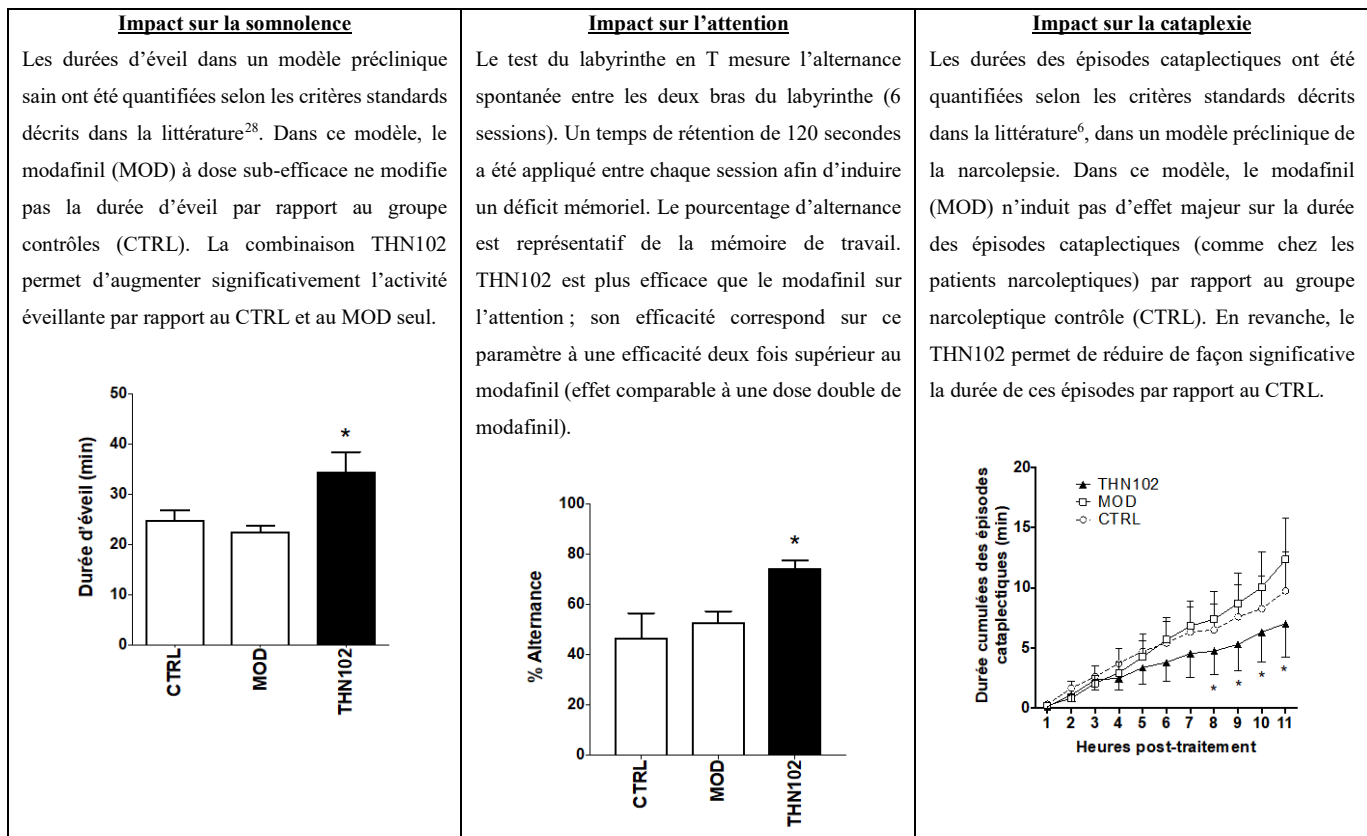 Impact sur la somnolence
Les durées d’éveil dans un modèle préclinique
sain ont été quantifiées selon les critères standards
décrits dans la littérature28. Dans ce modèle, le
modafinil (MOD) à dose sub-efficace ne modifie
pas la durée d’éveil par rapport au groupe
contrôles (CTRL). La combinaison THN102
permet d’augmenter significativement l’activité
éveillante par rapport au CTRL et au MOD seul.
50
40
30
20
10
0
Durée d’éveil (min)
*
CTRL
MOD
THN102
Impact sur l’attention
Le test du labyrinthe en T mesure l’alternance
spontanée entre les deux bras du labyrinthe (6
sessions). Un temps de rétention de 120 secondes
a été appliqué entre chaque session afin d’induire
un déficit mémoriel. Le pourcentage d’alternance
est représentatif de la mémoire de travail.
THN102 est plus efficace que le modafinil sur
l’attention ; son efficacité correspond sur ce
paramètre à une efficacité deux fois supérieur au
modafinil (effet comparable à une dose double de
modafinil).
100
80
60
40
20
0
% Alternance
*
CTRL
MOD
THN102
Impact sur la cataplexie
Les durées des épisodes cataplectiques ont été
quantifiées selon les critères standards décrits
dans la littérature6, dans un modèle préclinique de
la narcolepsie. Dans ce modèle, le modafinil
(MOD) n’induit pas d’effet majeur sur la durée
des épisodes cataplectiques (comme chez les
patients narcoleptiques) par rapport au groupe
narcoleptique contrôle (CTRL). En revanche, le
THN102 permet de réduire de façon significative
la durée de ces épisodes par rapport au CTRL.
20
15
10
5
0
Durée cumulées des épisodes
cataplectiques (min)
THN102
MOD
CTRL
* * * *
1 2 3 4 5 6 7 8 9 10 11
Heures post-traitement